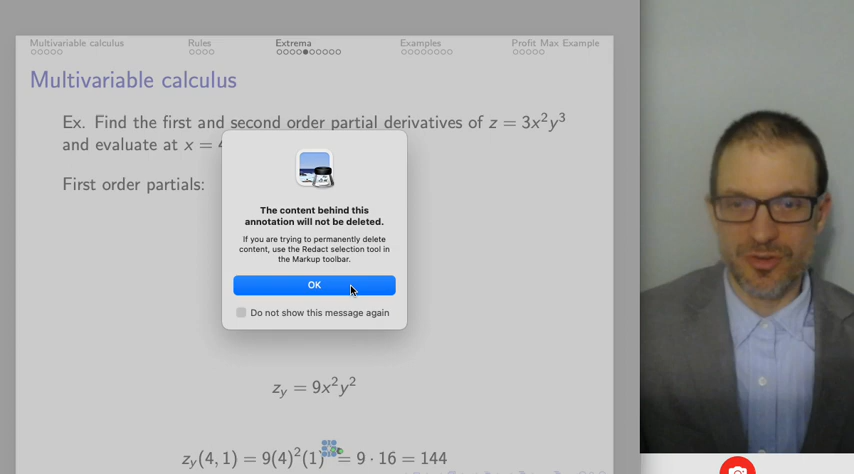 Multivariable calculus Rules Extrema Examples Profit Max Example
Multivariable calculus
Ex. Find the first and second order partial derivatives of z = 3x²y³
and evaluate at x = 4
First order partials:
The content behind this
annotation will not be deleted.
If you are trying to permanently delete
content, use the Redact selection tool in
the Markup toolbar.
OK
Do not show this message again
z_y = 9x²y²
z_y(4, 1) = 9(4)²(1) = 9 · 16 = 144